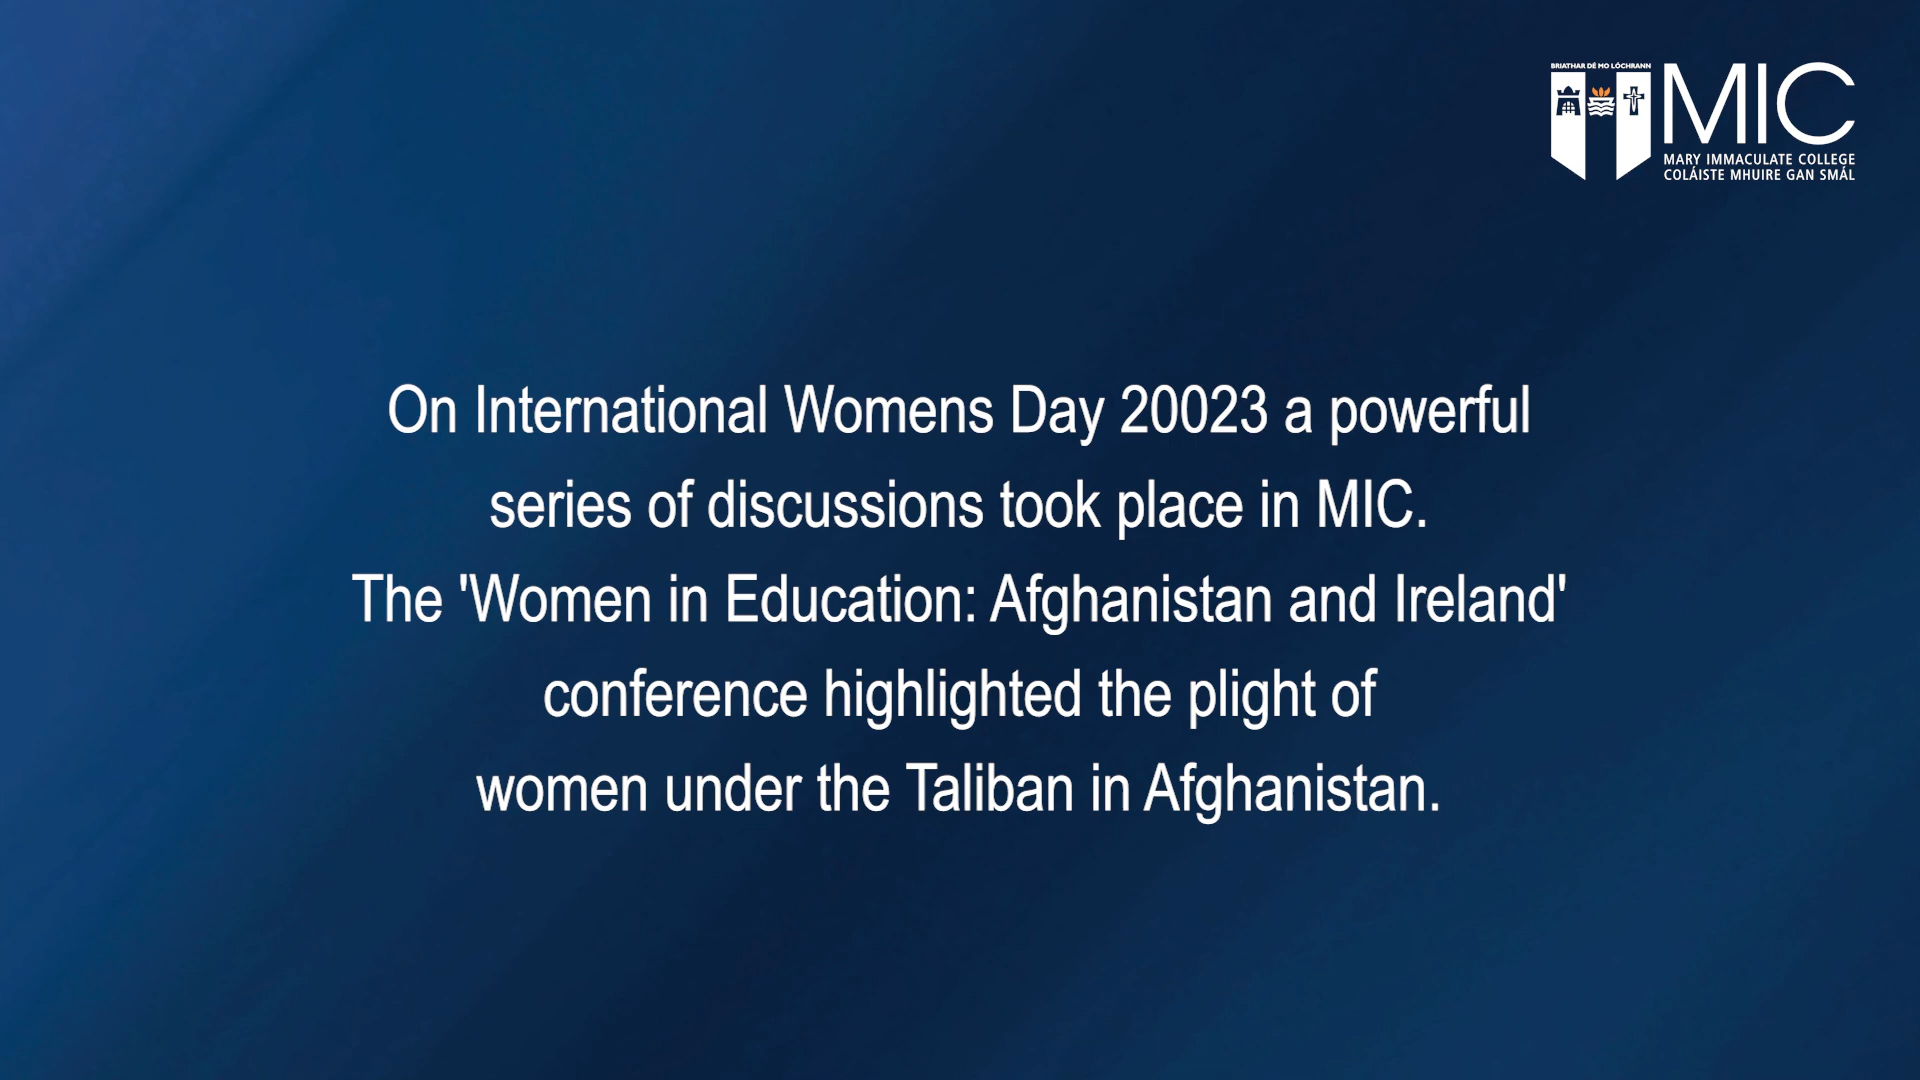 BRIATHAR DÉ MO LÓCHRANN
MIC
MARY IMMACULATE COLLEGE
COLÁISTE MHUIRE GAN SMÁL
On International Womens Day 20023 a powerful
series of discussions took place in MIC.
The 'Women in Education: Afghanistan and Ireland'
conference highlighted the plight of
women under the Taliban in Afghanistan.